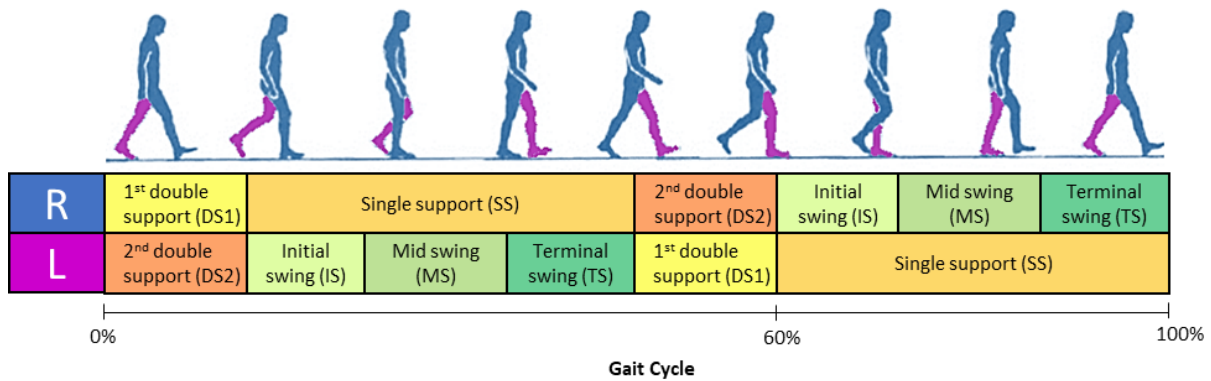 R
1st double
support (DS1)
Single support (SS)
2nd double
support (DS2)
Initial
swing (IS)
Mid swing
(MS)
Terminal
swing (TS)
L
2nd double
support (DS2)
Initial
swing (IS)
Mid swing
(MS)
Terminal
swing (TS)
1st double
support (DS1)
Single support (SS)
0%
60%
100%
Gait Cycle